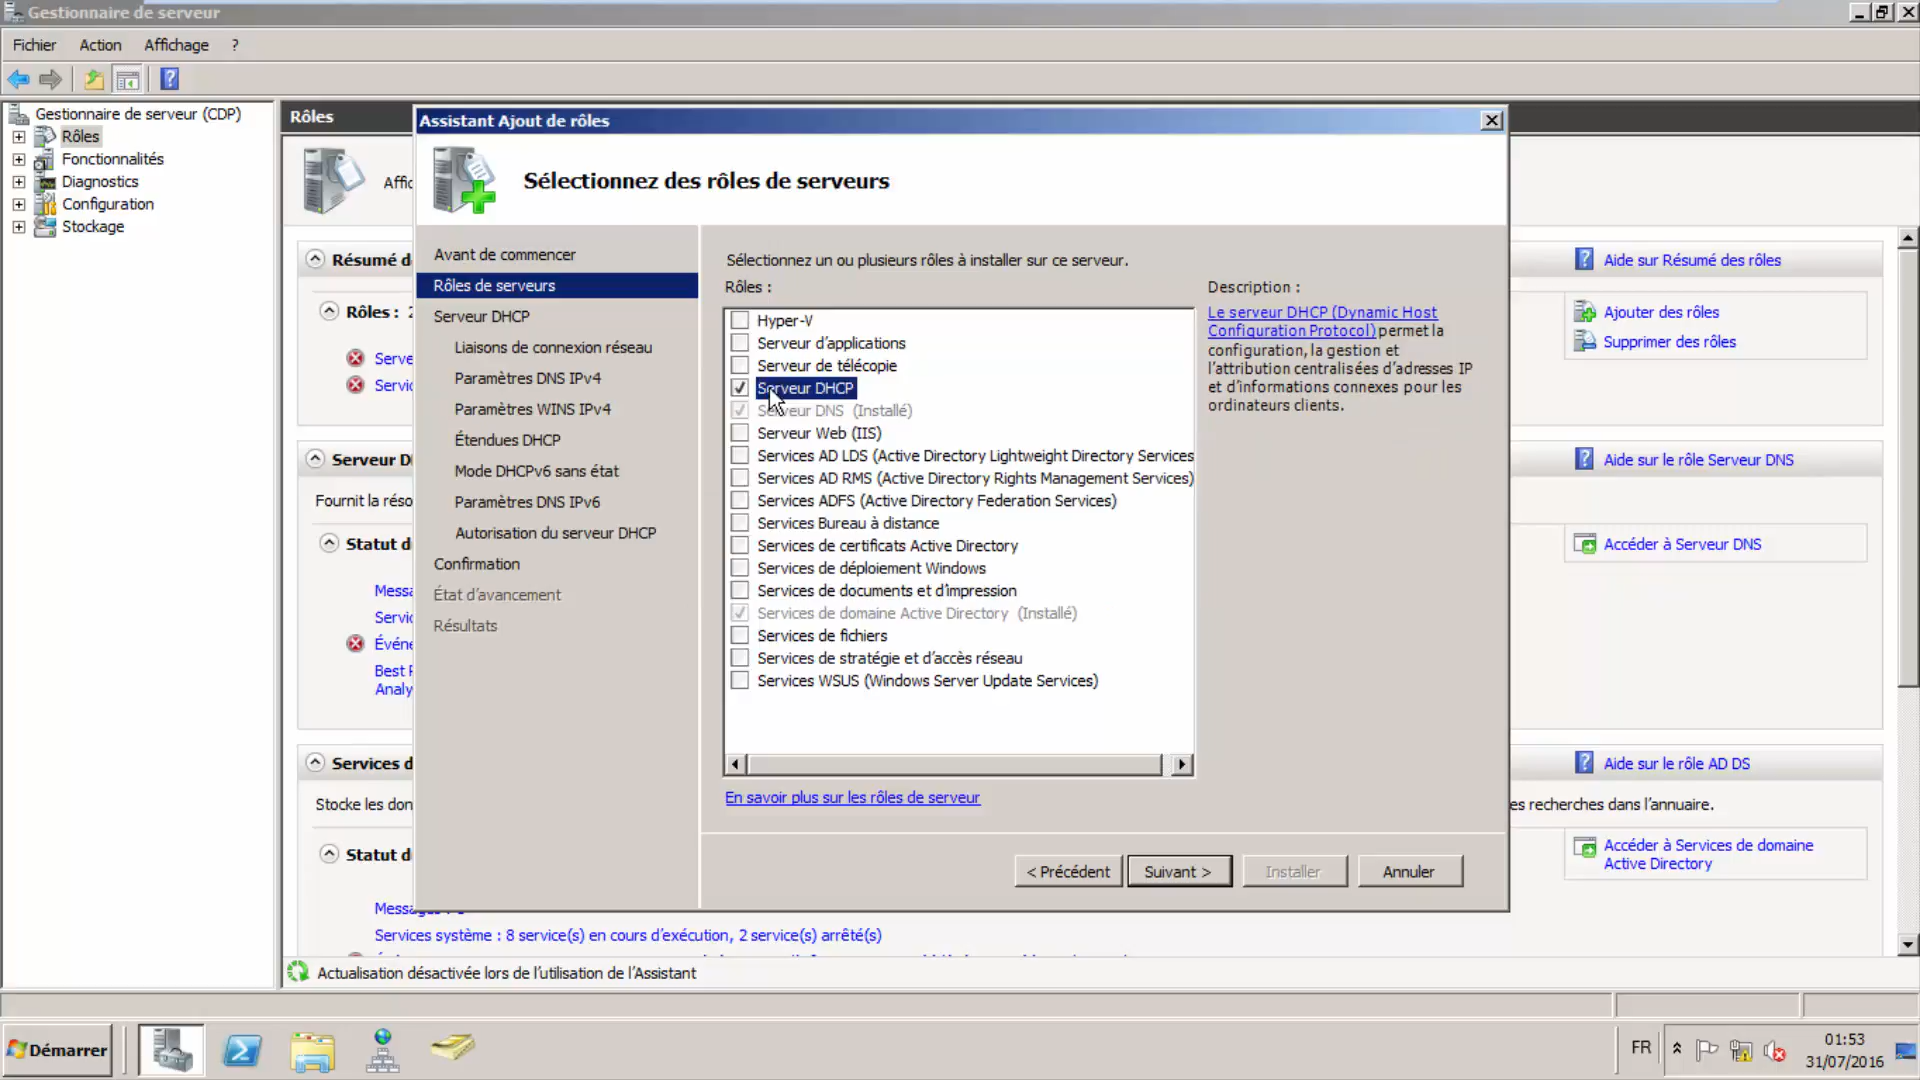 Gestionnaire de serveur
Fichier Action Affichage ?
Gestionnaire de serveur (CDP)
Rôles
Fonctionnalités
Diagnostics
Configuration
Stockage
Rôles
Assistant Ajout de rôles
Sélectionnez des rôles de serveurs
Avant de commencer
Rôles de serveurs
Serveur DHCP
Liaisons de connexion réseau
Paramètres DNS IPv4
Paramètres WINS IPv4
Étendues DHCP
Mode DHCPv6 sans état
Paramètres DNS IPv6
Autorisation du serveur DHCP
Confirmation
État d'avancement
Résultats
Sélectionnez un ou plusieurs rôles à installer sur ce serveur.
Rôles :
Hyper-V
Serveur d'applications
Serveur de télécopie
Serveur DHCP
Serveur DNS (Installé)
Serveur Web (IIS)
Services AD LDS (Active Directory Lightweight Directory Services
Services AD RMS (Active Directory Rights Management Services)
Services ADFS (Active Directory Federation Services)
Services Bureau à distance
Services de certificats Active Directory
Services de déploiement Windows
Services de documents et d'impression
Services de domaine Active Directory (Installé)
Services de fichiers
Services de stratégie et d'accès réseau
Services WSUS (Windows Server Update Services)
En savoir plus sur les rôles de serveur
Description :
Le serveur DHCP (Dynamic Host
Configuration Protocol) permet la
configuration, la gestion et
l'attribution centralisées d'adresses IP
et d'informations connexes pour les
ordinateurs clients.
< Précédent Suivant > Installer Annuler
Résumé d
Rôles :
Fournit la
Statut d
Best
Stocke les
Statut d
Services système : 8 service(s) en cours d'exécution, 2 service(s) arrêté(s)
Aide sur Résumé des rôles
Ajouter des rôles
Supprimer des rôles
Aide sur le rôle Serveur DNS
Accéder à Serveur DNS
Aide sur le rôle AD DS
es recherches dans l'annuaire.
Accéder à Services de domaine
Active Directory
Actualisation désactivée lors de l'utilisation de l'Assistant
Démarrer
FR
01:53
31/07/2016